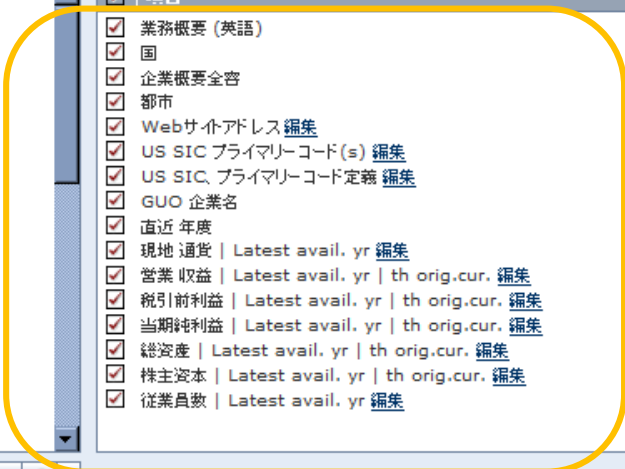 業務概要 (英語)
国
企業概要全容
都市
Webサイトアドレス 編集
US SIC プライマリーコード(s) 編集
US SIC、プライマリーコード定義 編集
GUO 企業名
直近 年度
現地 通貨 | Latest avail. yr 編集
営業 収益 | Latest avail. yr | th orig.cur. 編集
税引前利益 | Latest avail. yr | th orig.cur. 編集
当期純利益 | Latest avail. yr | th orig.cur. 編集
総資産 | Latest avail. yr | th orig.cur. 編集
株主資本 | Latest avail. yr | th orig.cur. 編集
従業員数 | Latest avail. yr 編集